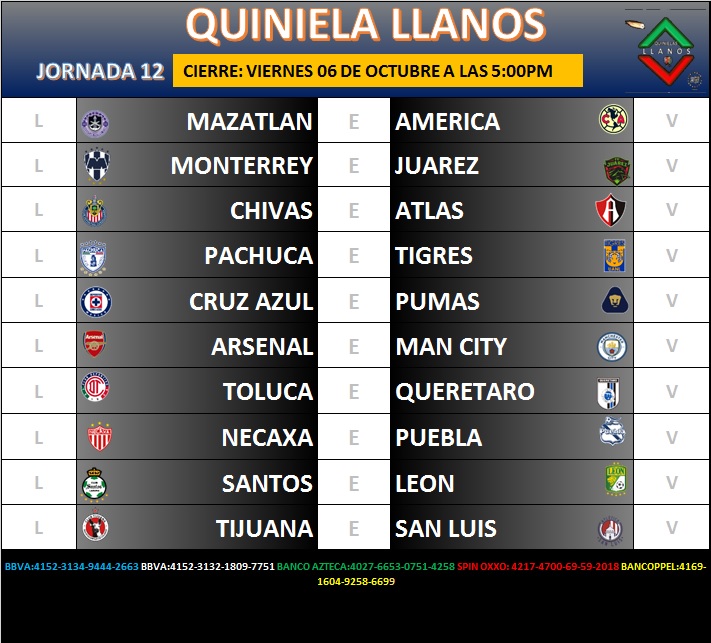 QUINIELA LLANOS
QUINIELAS
LLANOS
JORNADA 12
CIERRE: VIERNES 06 DE OCTUBRE A LAS 5:00PM
L MAZATLAN E AMERICA V
L MONTERREY E JUAREZ V
L CHIVAS E ATLAS V
L PACHUCA E TIGRES V
L CRUZ AZUL E PUMAS V
L ARSENAL E MAN CITY V
L TOLUCA E QUERETARO V
L NECAXA E PUEBLA V
L SANTOS E LEON V
L TIJUANA E SAN LUIS V
BBVA:4152-3134-9444-2663 BBVA:4152-3132-1809-7751 BANCO AZTECA:4027-6653-0751-4258 SPIN OXXO: 4217-4700-69-59-2018 BANCOPPEL:4169-
1604-9258-6699